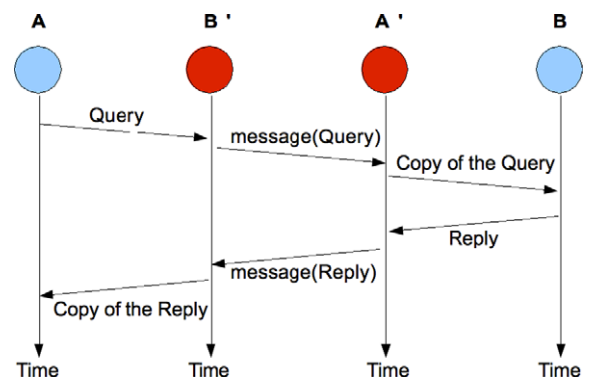 A B ' A ' B
Query
message(Query)
Copy of the Query
Reply
message(Reply)
Copy of the Reply
Time Time Time Time